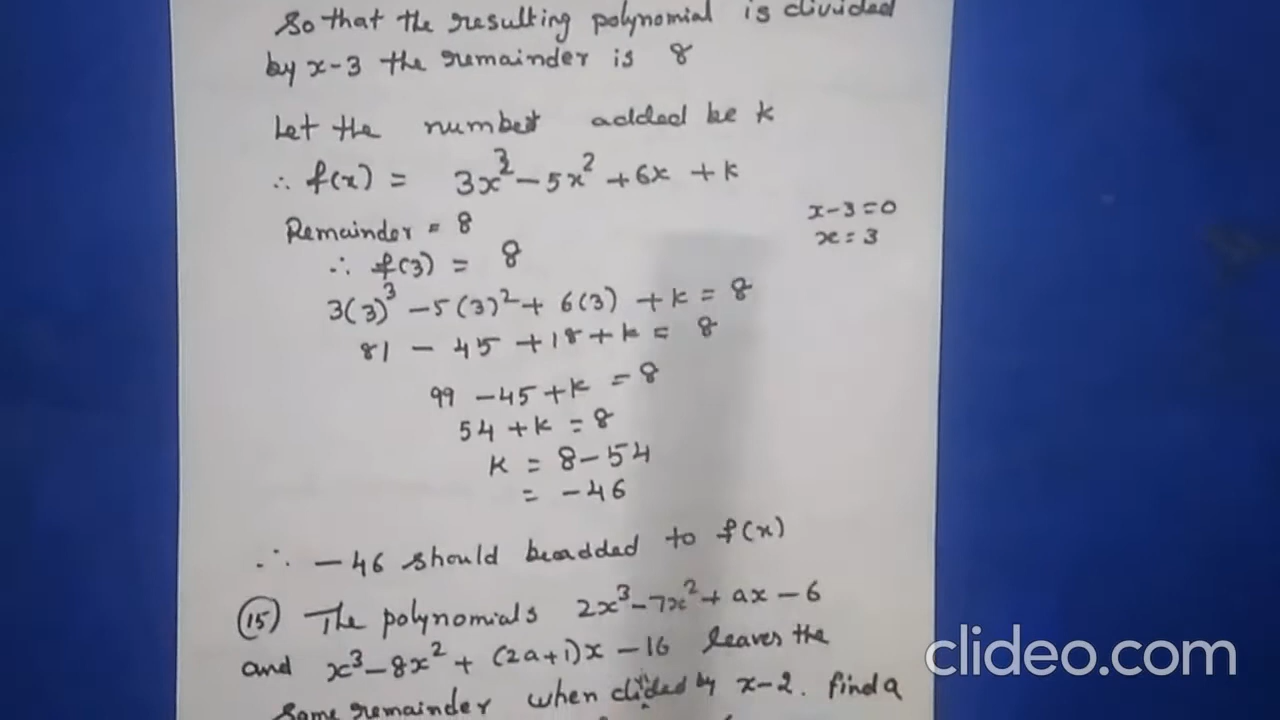 So that the resulting polynomial is divided
by x-3 the remainder is 8
Let the number added be k
∴ f(x) = 3x³ - 5x² + 6x + k
x-3=0
Remainder = 8
x = 3
∴ f(3) = 8
3(3)³ - 5(3)² + 6(3) + k = 8
81 - 45 + 18 + k = 8
99 - 45 + k = 8
54 + k = 8
k = 8 - 54
= -46
∴ -46 should be added to f(x)
(15) The polynomials 2x³ - 7x² + ax - 6
and x³ - 8x² + (2a+1)x - 16 leaves the
same remainder when divided by x-2. find a
clideo.com